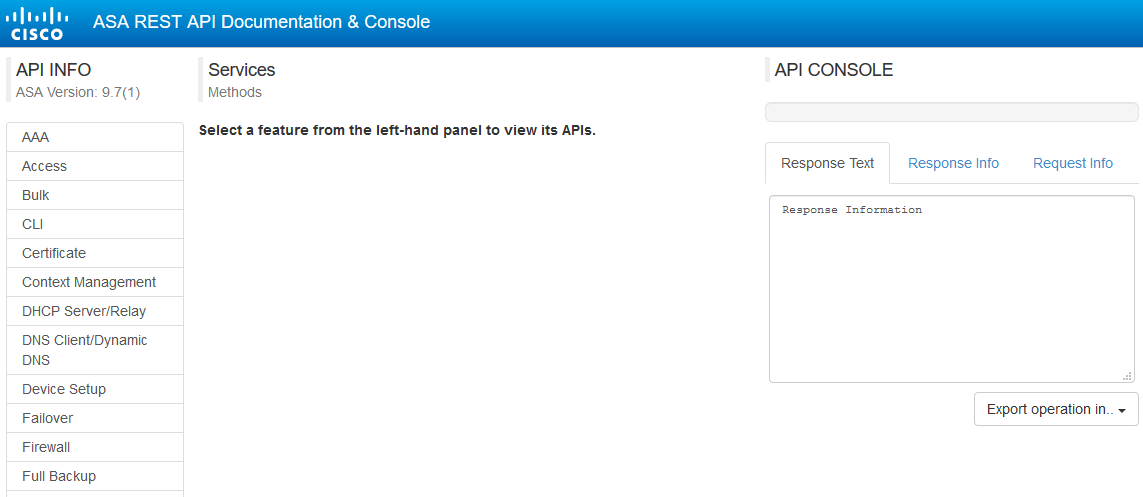 CISCO
ASA REST API Documentation & Console
API INFO
ASA Version: 9.7(1)
AAA
Access
Bulk
CLI
Certificate
Context Management
DHCP Server/Relay
DNS Client/Dynamic
DNS
Device Setup
Failover
Firewall
Full Backup
Services
Methods
Select a feature from the left-hand panel to view its APIs.
API CONSOLE
Response Text
Response Info
Request Info
Response Information
Export operation in..